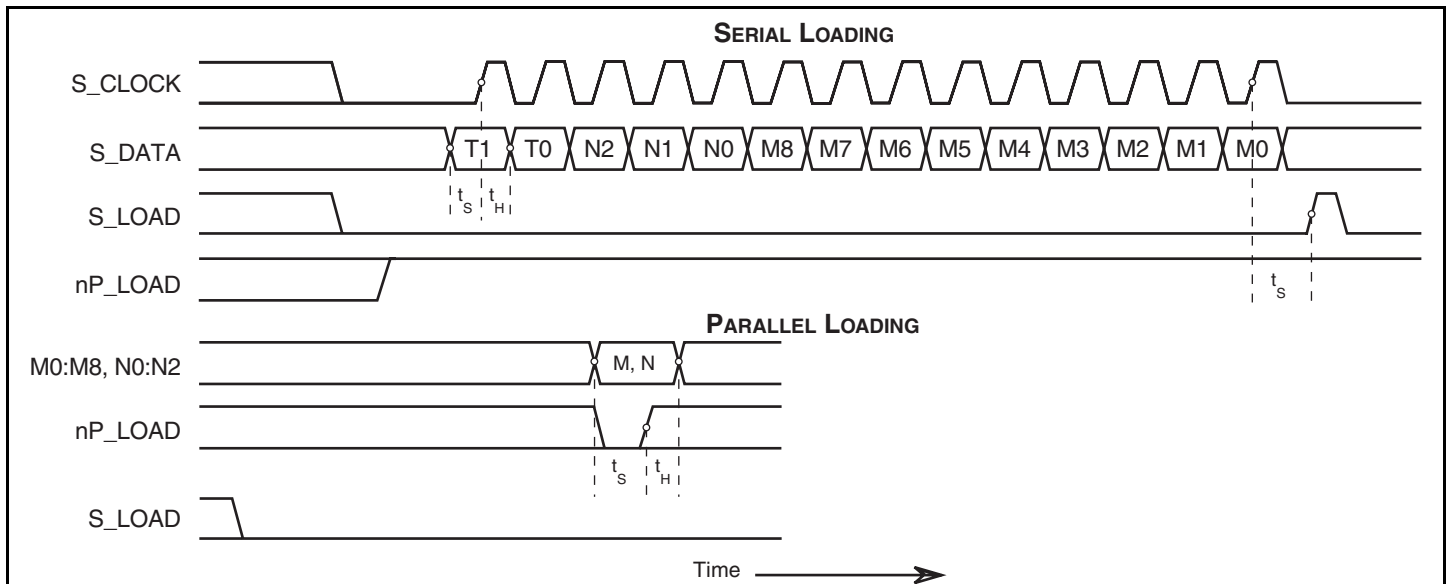 SERIAL LOADING
S_CLOCK
S_DATA T1 T0 N2 N1 N0 M8 M7 M6 M5 M4 M3 M2 M1 M0
tS tH
S_LOAD
nP_LOAD
tS
PARALLEL LOADING
M0:M8, N0:N2 M, N
nP_LOAD
tS tH
S_LOAD
Time